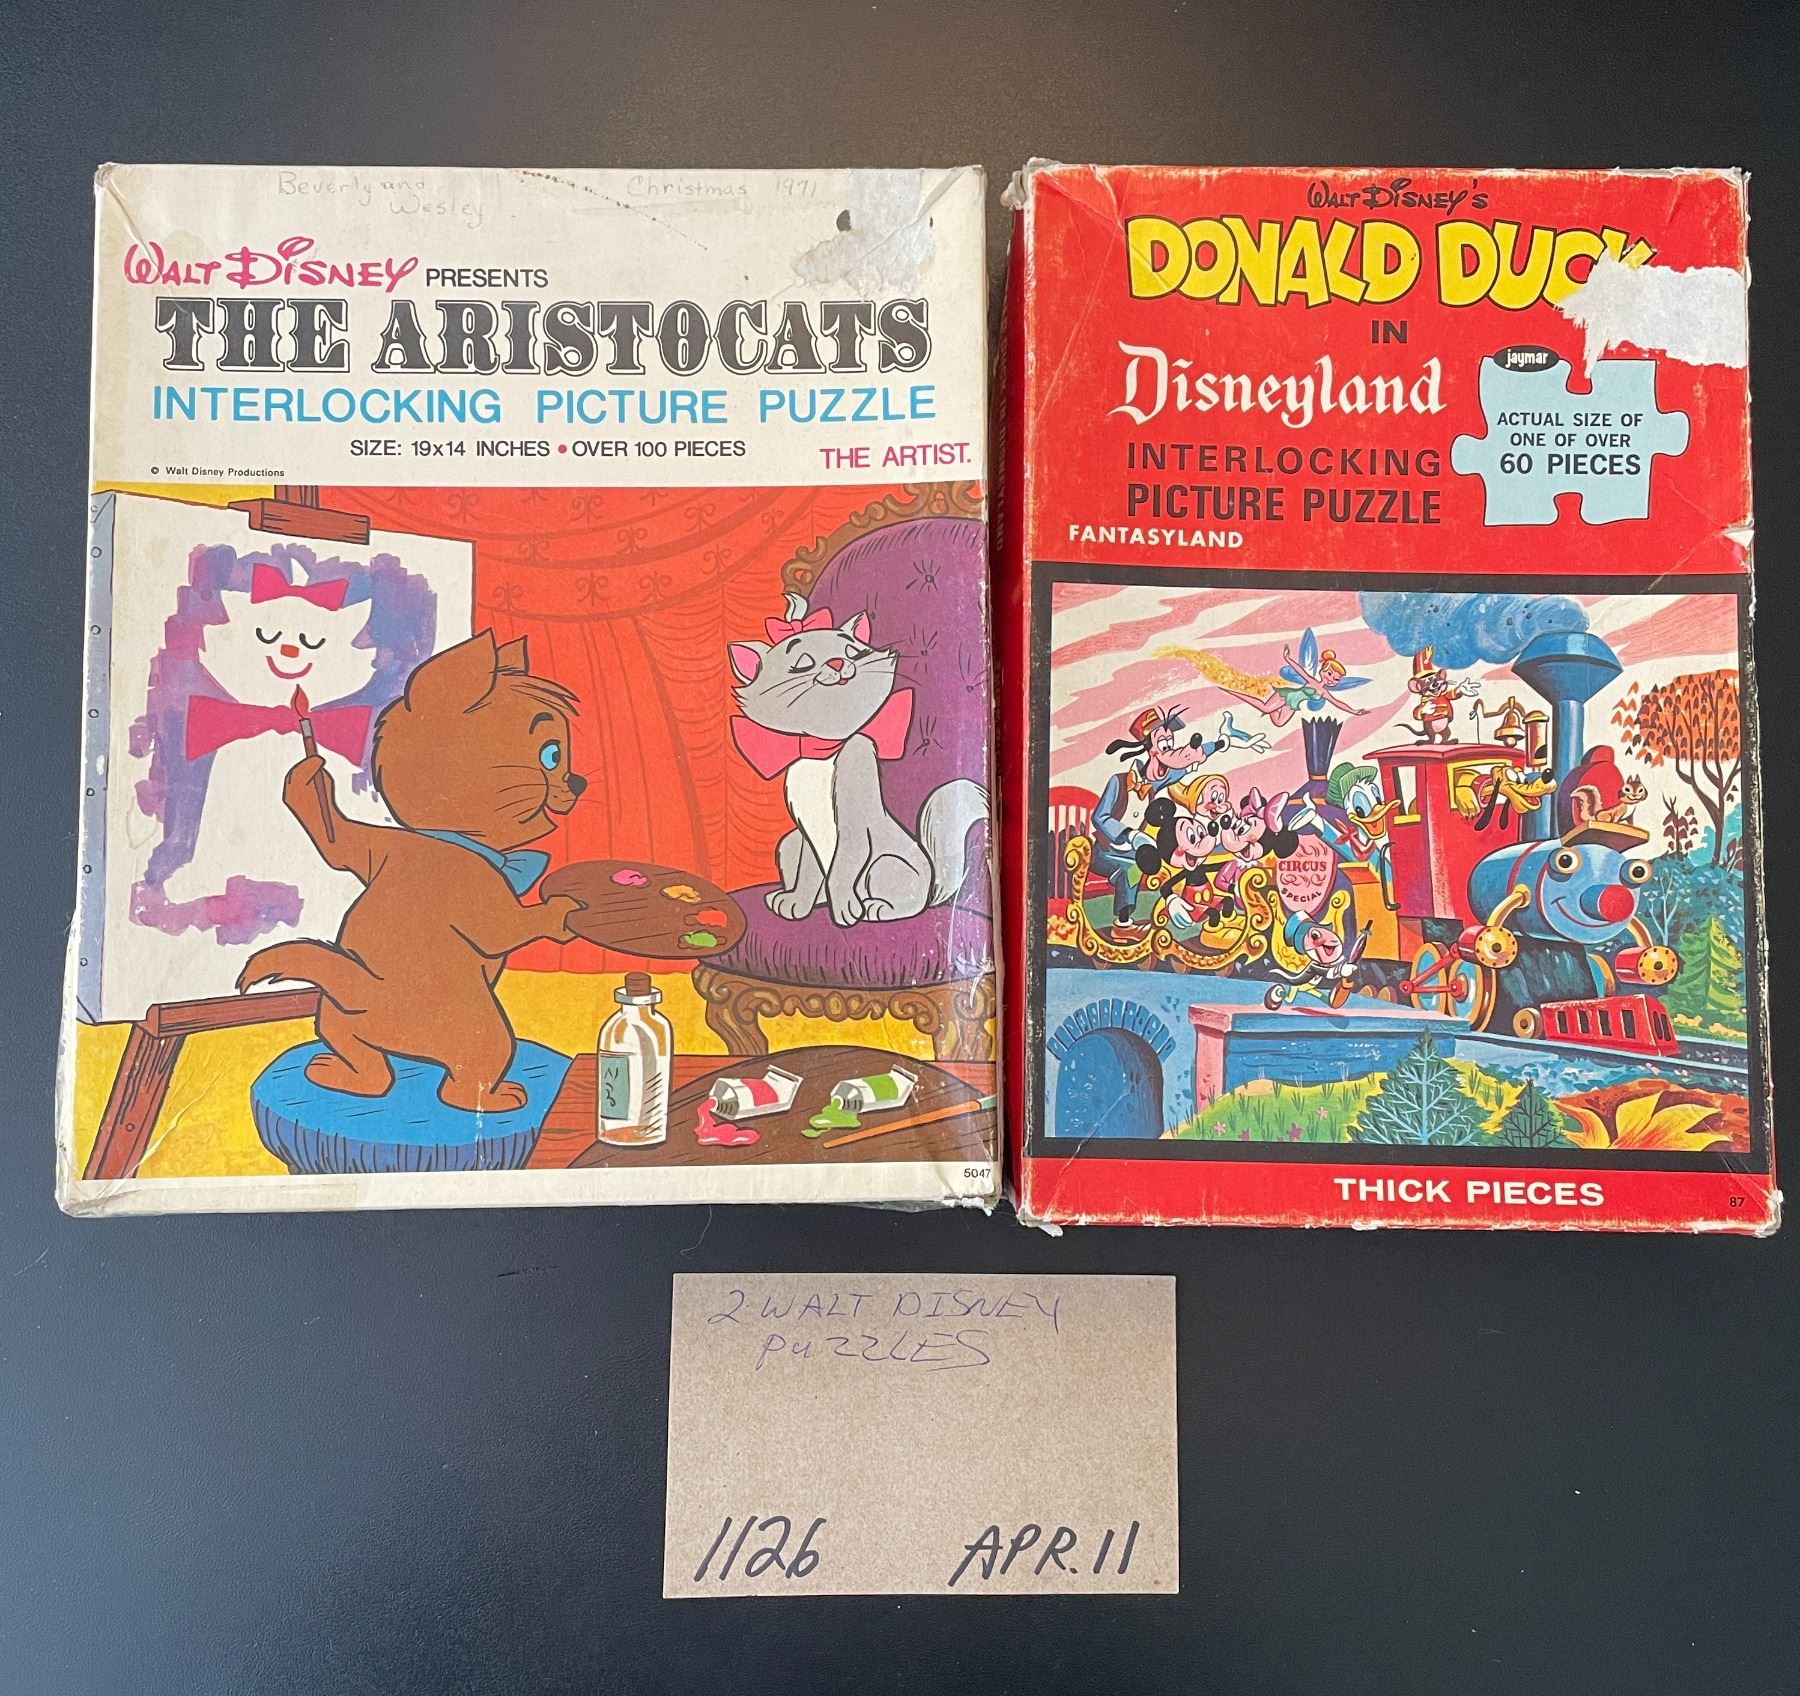 Beverly and Christmas 1971
Wesley
WALT DISNEY PRESENTS
THE ARISTOCATS
INTERLOCKING PICTURE PUZZLE
SIZE: 19x14 INCHES • OVER 100 PIECES
THE ARTIST.
© Walt Disney Productions
5047
WALT DISNEY'S
DONALD DUCK
IN
Disneyland
jaymar
ACTUAL SIZE OF
ONE OF OVER
60 PIECES
INTERLOCKING
PICTURE PUZZLE
FANTASYLAND
CIRCUS
SPECIAL
THICK PIECES
87
2 WALT DISNEY
PUZZLES
1126 APR. 11